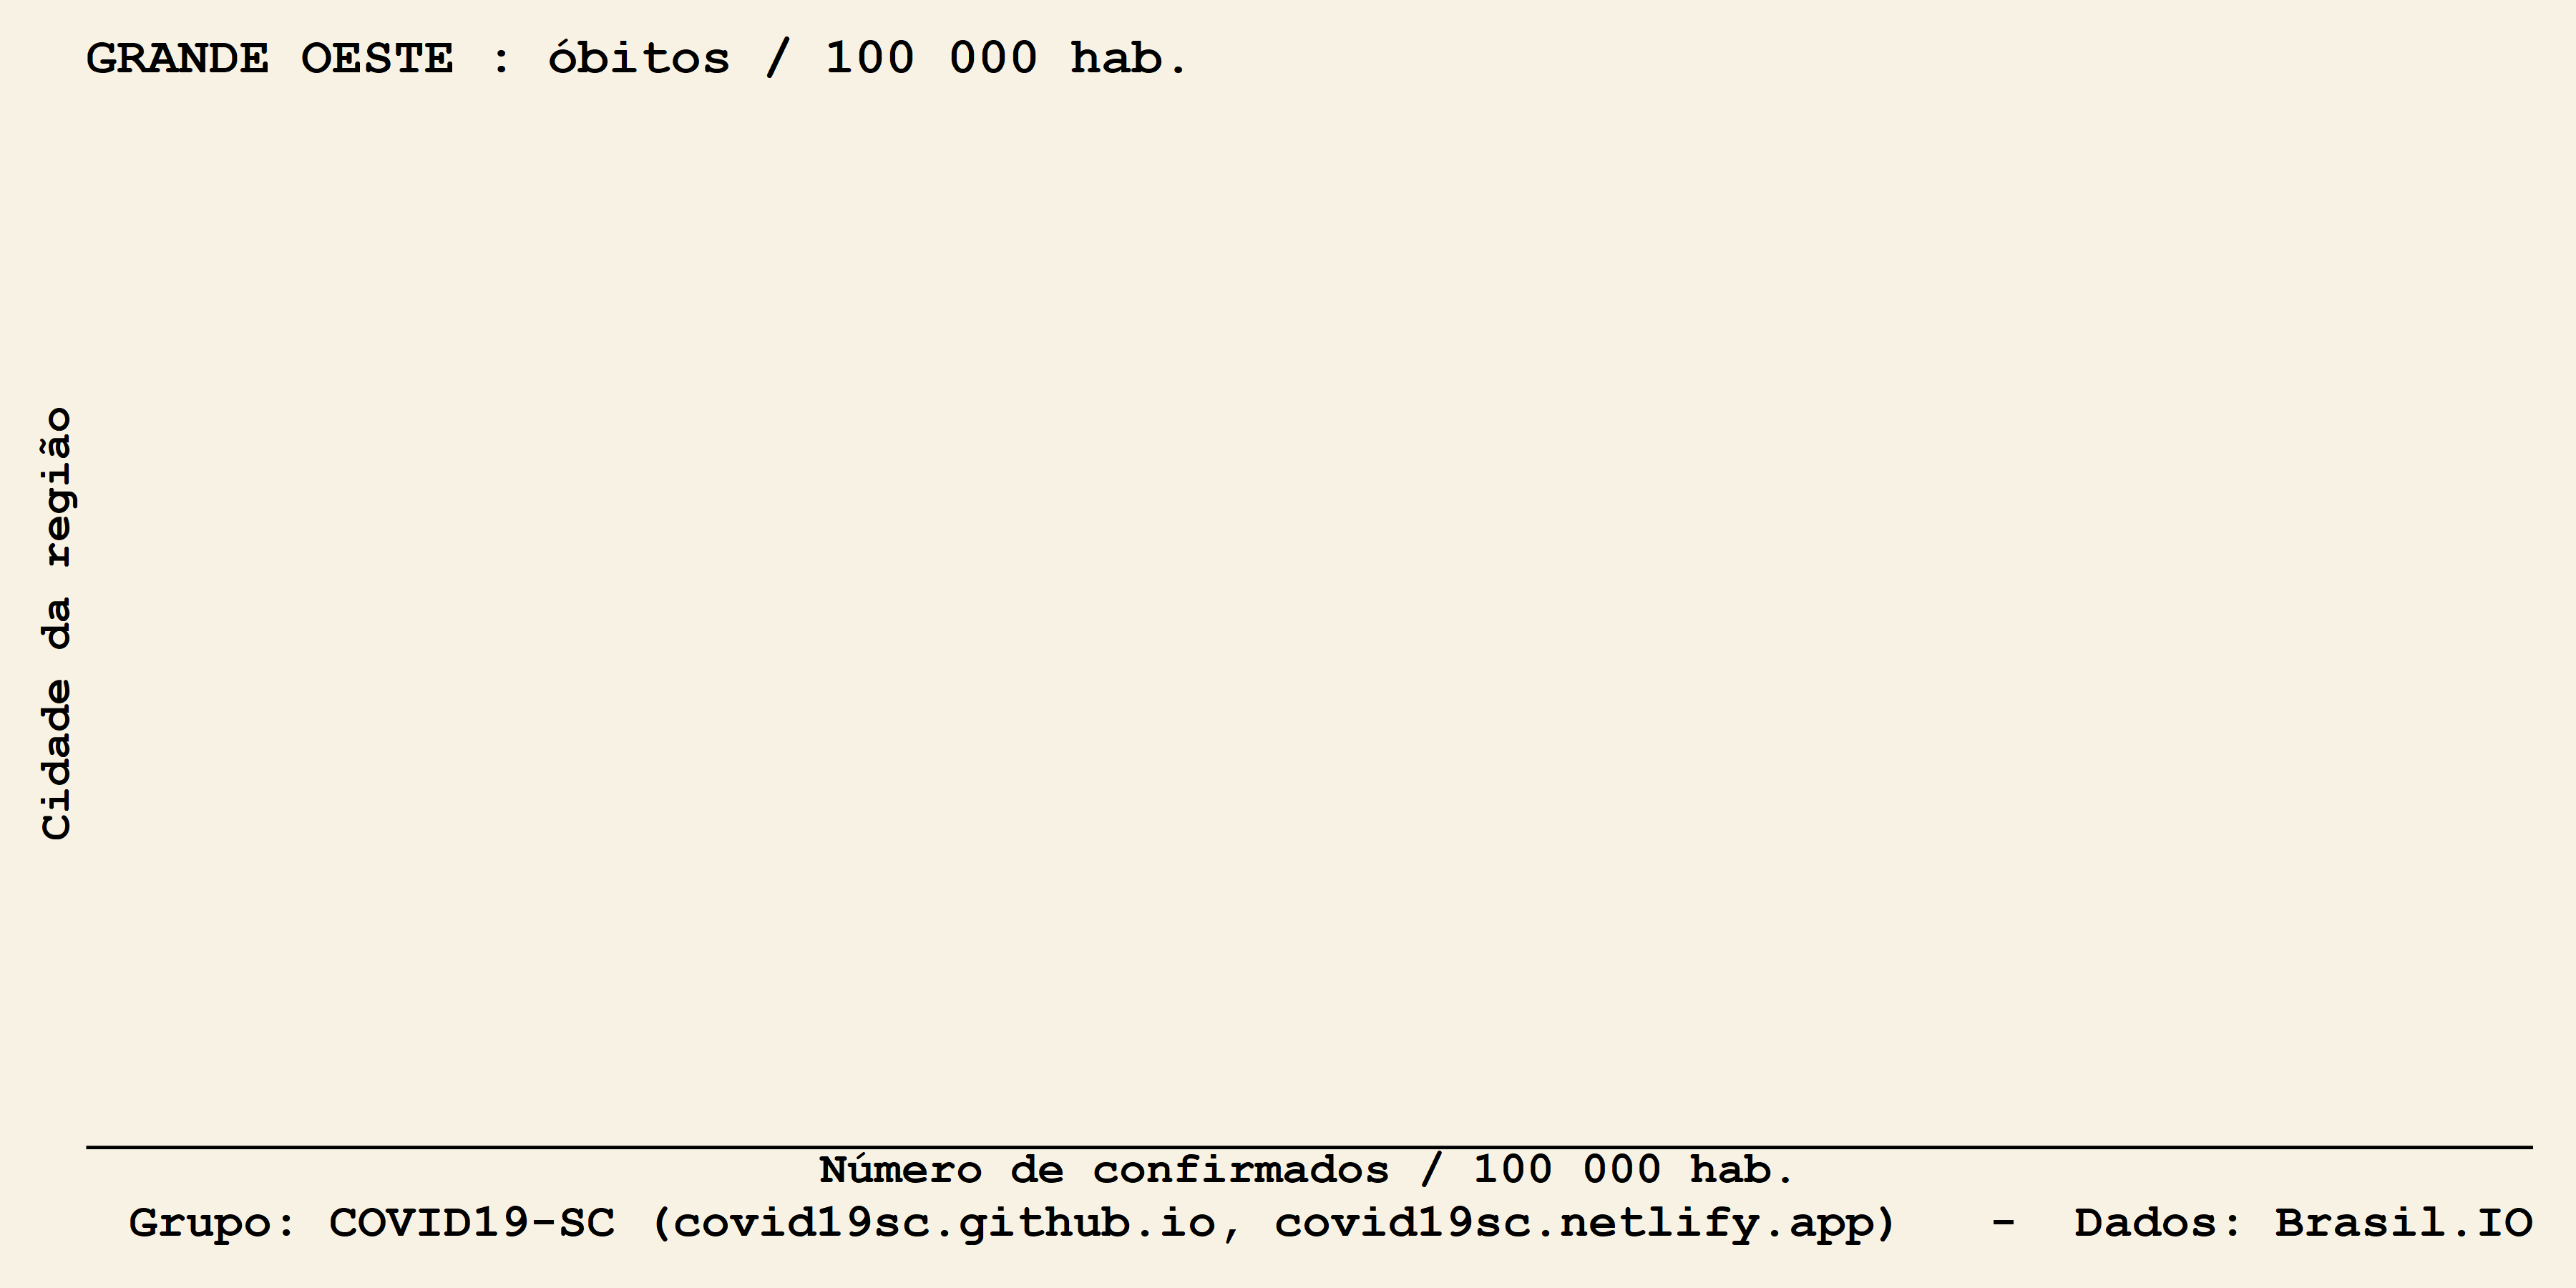 GRANDE OESTE : óbitos / 100 000 hab.
Cidade da região
Número de confirmados / 100 000 hab.
Grupo: COVID19-SC (covid19sc.github.io, covid19sc.netlify.app)   -  Dados: Brasil.IO